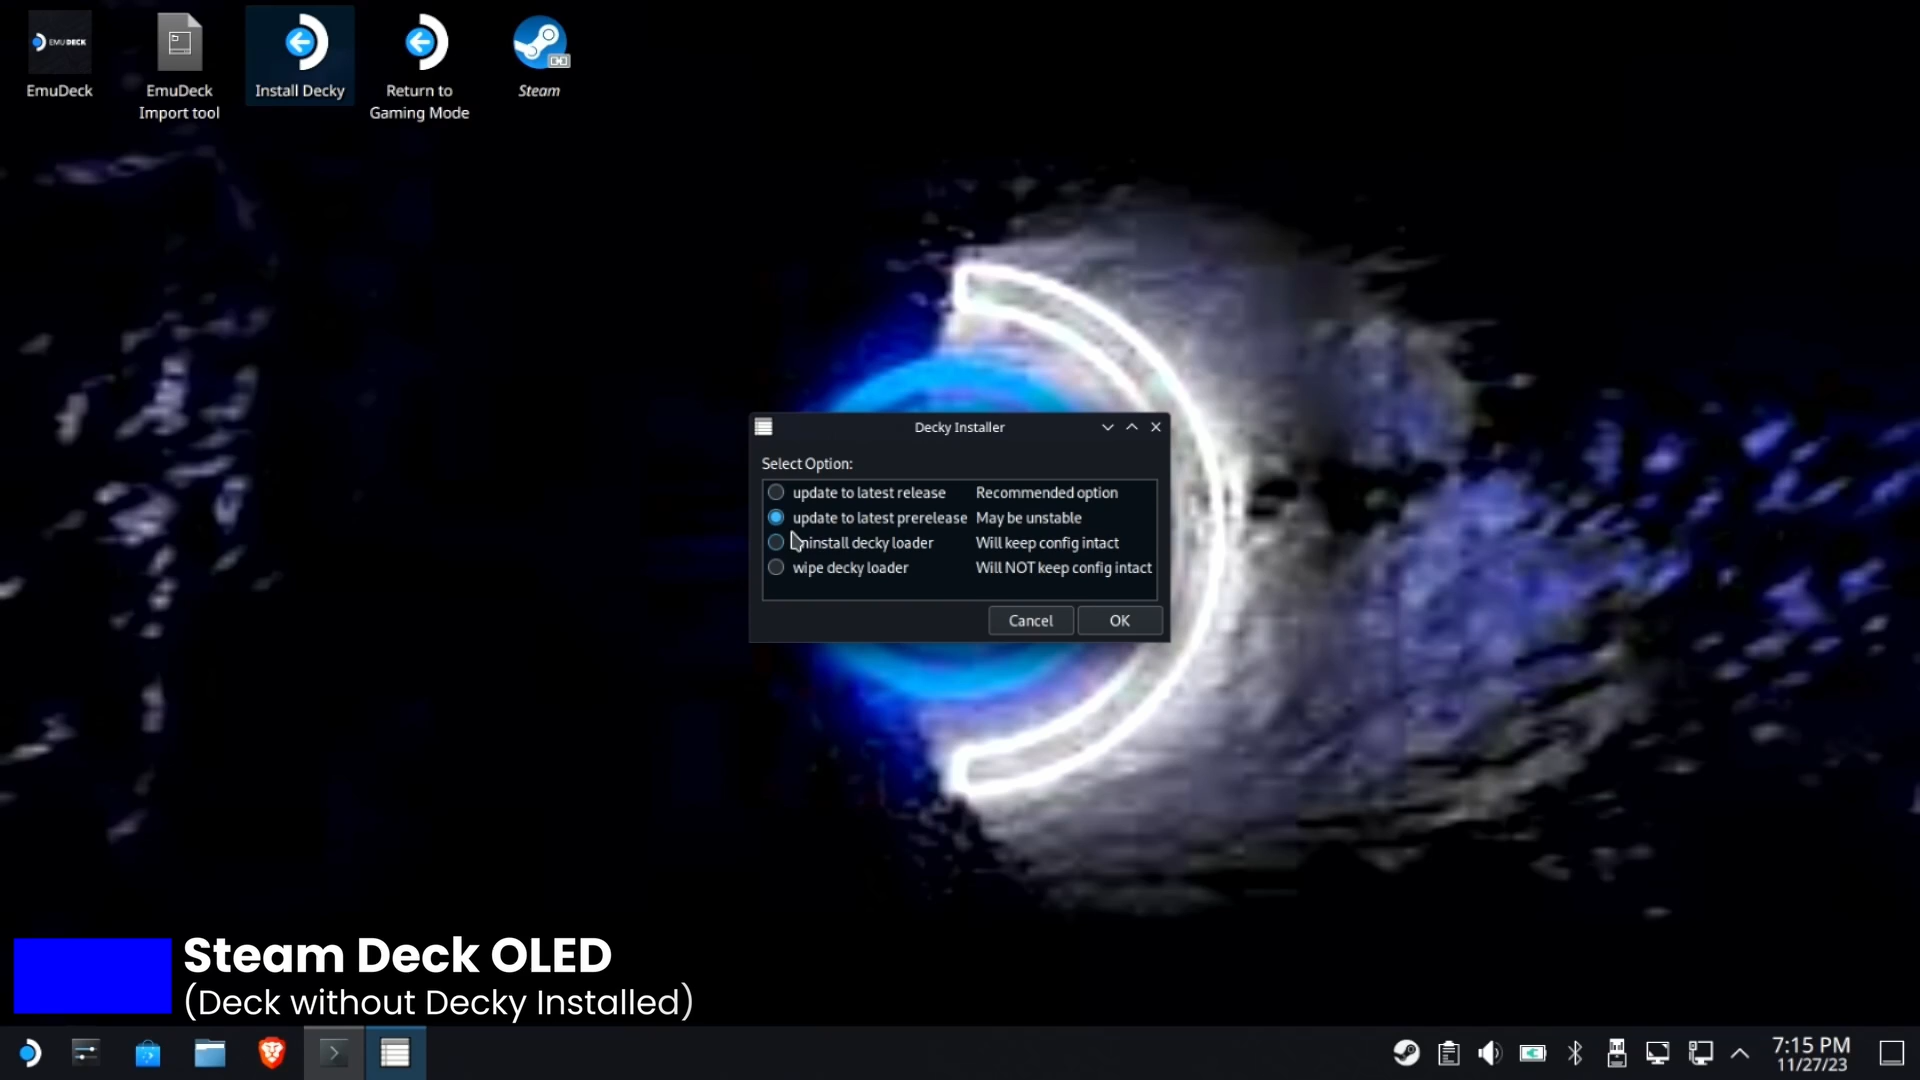 EMUDECK
EmuDeck
EmuDeck
Import tool
Install Decky
Return to
Gaming Mode
Steam
Decky Installer
Select Option:
update to latest release Recommended option
update to latest prerelease May be unstable
ninstall decky loader Will keep config intact
wipe decky loader Will NOT keep config intact
Cancel OK
Steam Deck OLED
(Deck without Decky Installed)
7:15 PM
11/27/23